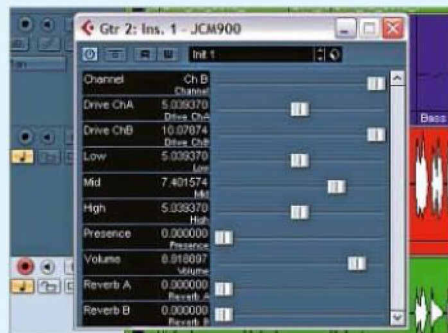 Gtr 2: Ins. 1 - JCM900
Init 1
Channel Ch B
Channel
Drive ChA 5.039370
Drive ChA
Drive ChB 10.07874
Drive ChB
Low 5.039370
Low
Mid 7.401574
Mid
High 5.039370
High
Presence 0.000000
Presence
Volume 8.818897
Volume
Reverb A 0.000000
Reverb A
Reverb B 0.000000
Reverb B
Bass